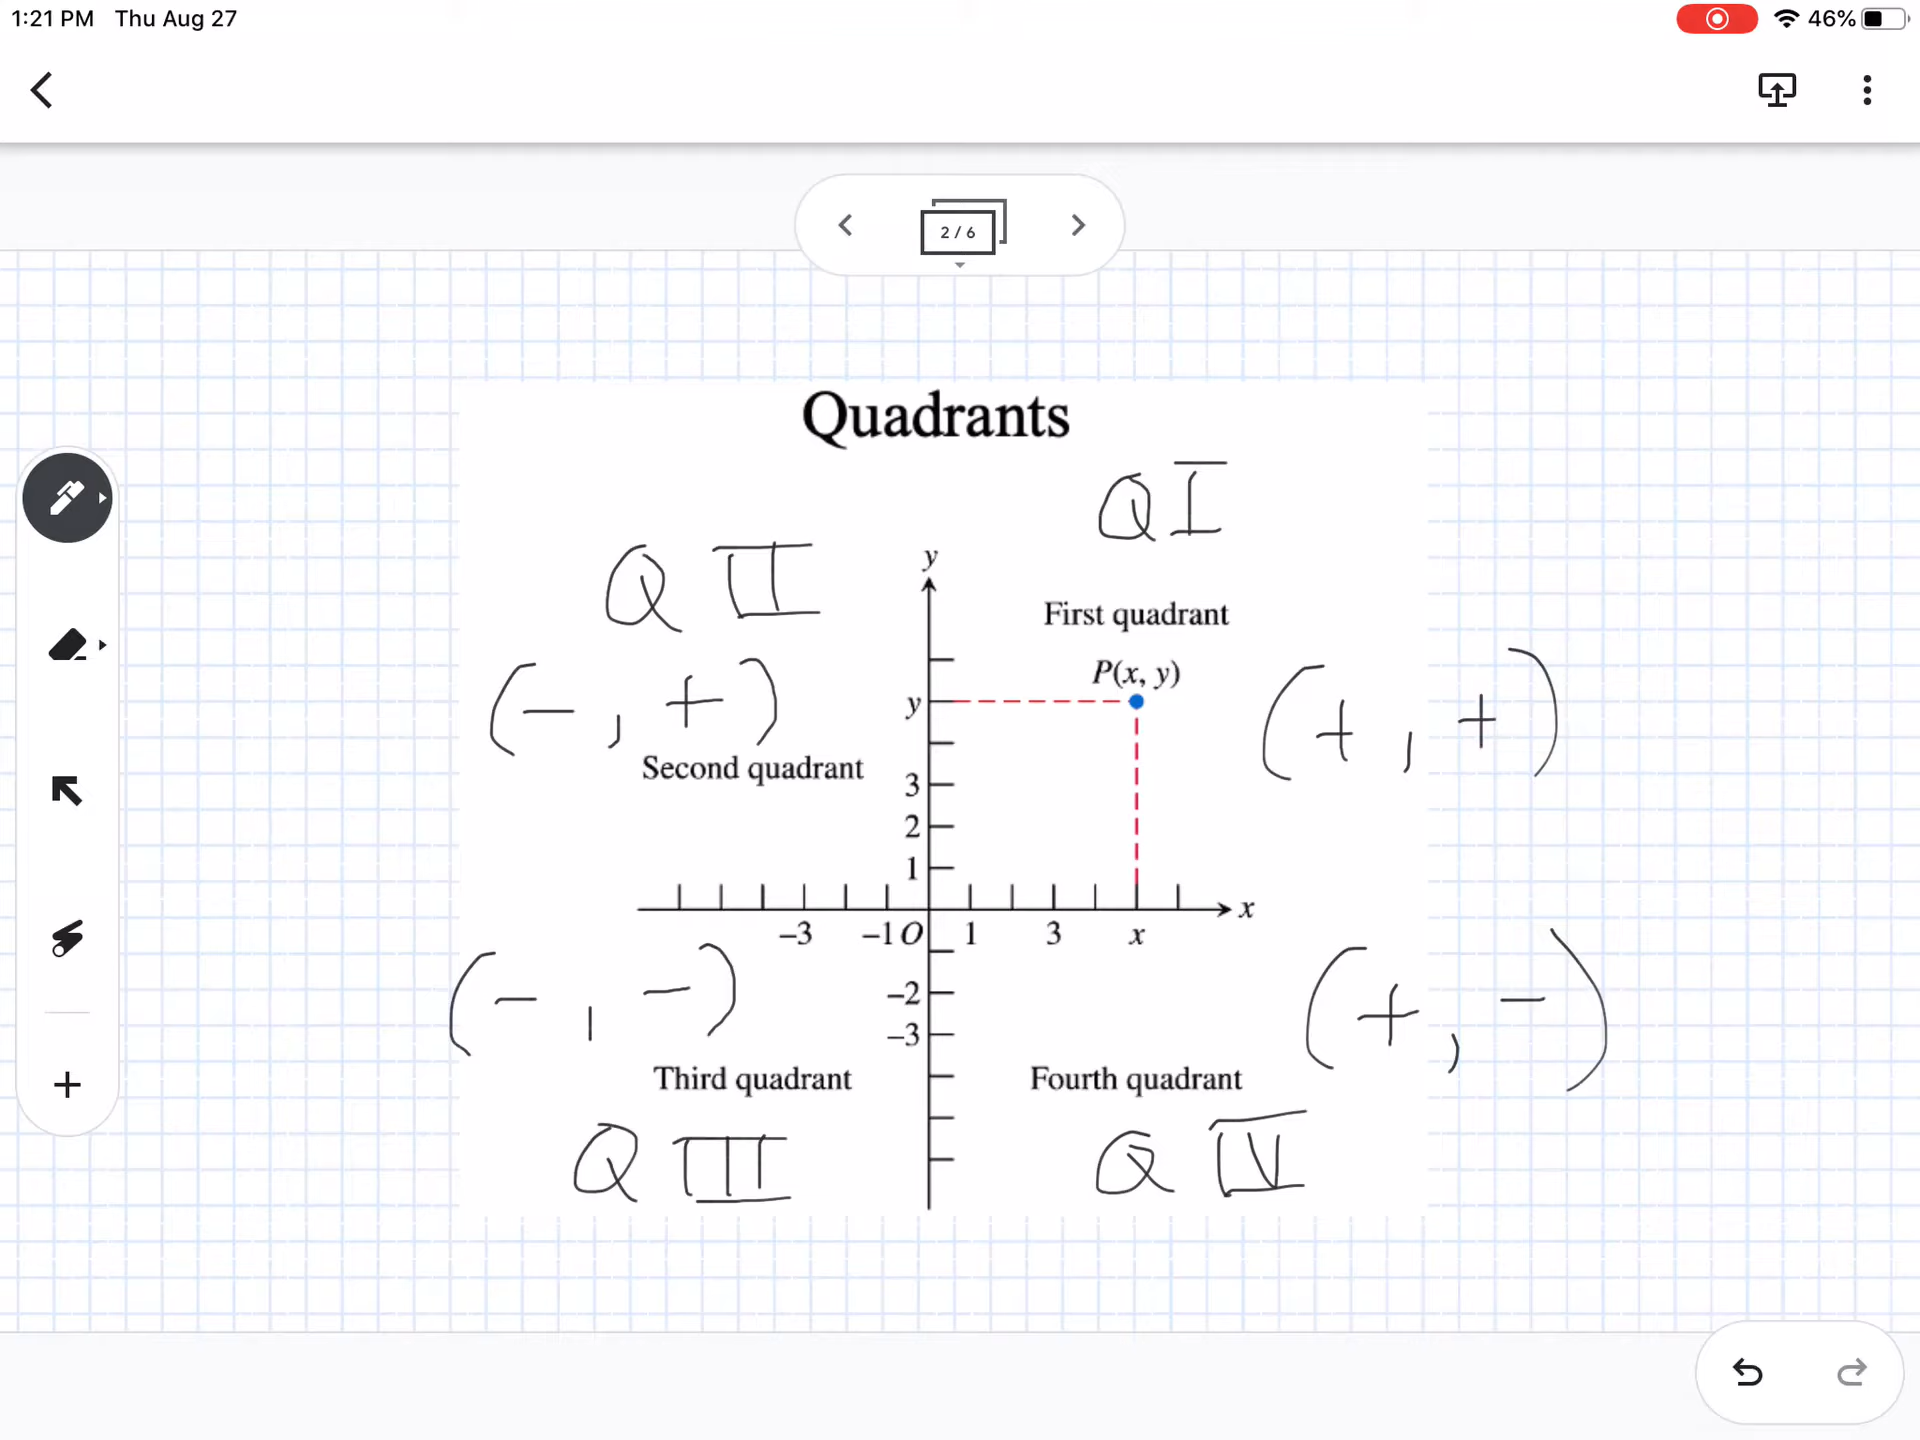 1:21 PM Thu Aug 27
46%
2 / 6
Quadrants
Q I
Q II
y
First quadrant
P(x, y)
(−, +)
y
(+, +)
Second quadrant
3
2
1
x
−3 −1 O 1 3 x
(−, −)
−2
(+, −)
−3
Third quadrant
Fourth quadrant
Q III
Q IV